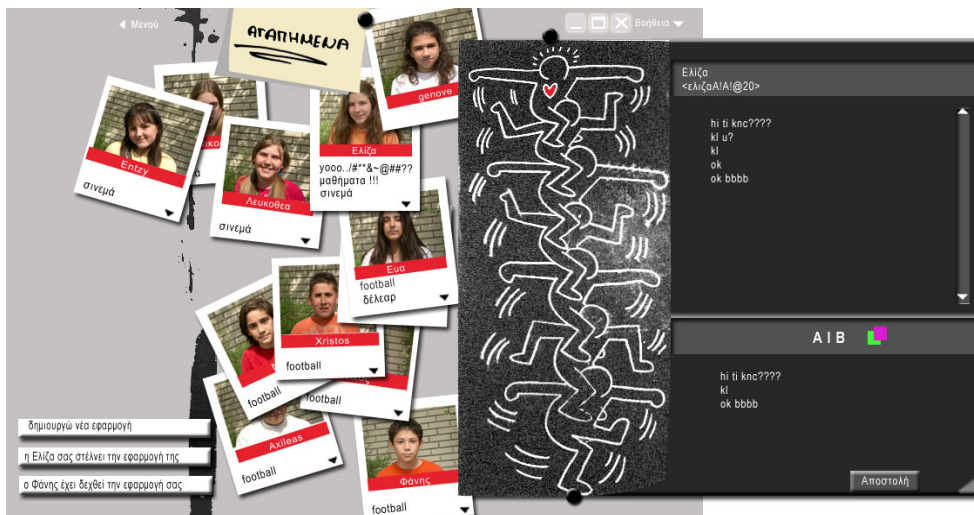 Μενού
ΑΓΑΠΗΜΕΝΑ
Βοήθεια
genove
Entzy
σινεμά
Λευκοθεα
σινεμά
Ελίζα
yooo../#**&~@##??
μαθήματα !!!
σινεμά
Ευα
football
δέλεαρ
Xristos
football
football
football
Axileas
football
Φάνης
football
δημιουργώ νέα εφαρμογή
η Ελίζα σας στέλνει την εφαρμογή της
ο Φάνης έχει δεχθεί την εφαρμογή σας
Ελίζα
<ελιζαΑ!Α!@20>
hi ti knc????
kl u?
kl
ok
ok bbbb
A I B
hi ti knc????
kl
ok bbbb
Αποστολή